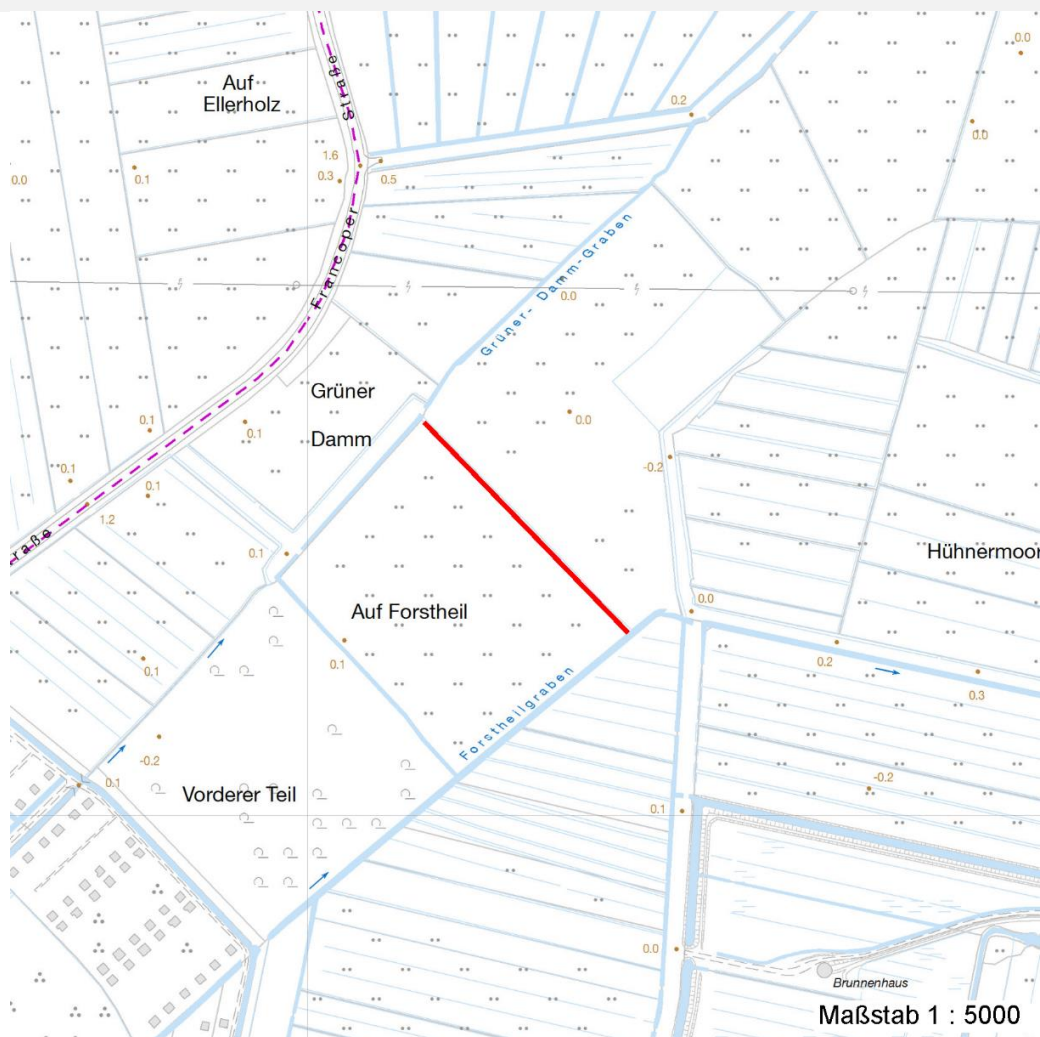 0.0
0.2
Auf
Ellerholz
Straße
0.0
1.6
0.5
0.0
0.1
0.3
Francoper
Grüner- Damm-Graben
0.0
Grüner
Damm
0.0
0.1
0.1
-0.2
0.1
0.1
1.2
raße
0.1
Hühnermoor
Auf Forstheil
0.0
0.1
0.1
0.2
0.3
Forstheilgraben
-0.2
0.1
-0.2
Vorderer Teil
0.1
0.0
Brunnenhaus
Maßstab 1 : 5000